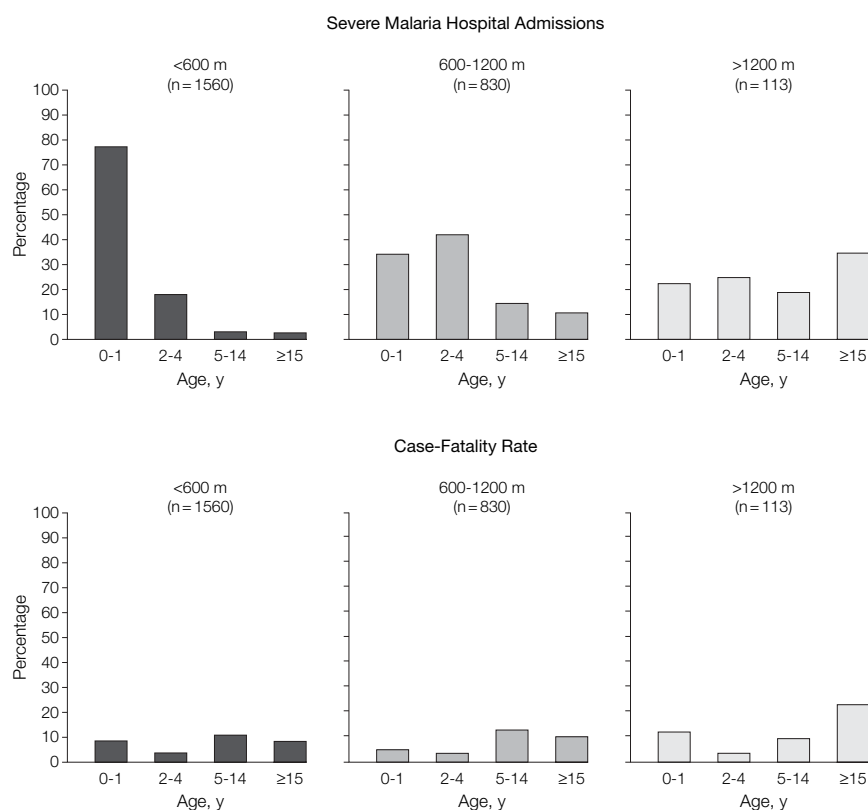 Severe Malaria Hospital Admissions
<600 m
(n = 1560)
600-1200 m
(n = 830)
>1200 m
(n = 113)
Percentage
100
90
80
70
60
50
40
30
20
10
0
0-1 2-4 5-14 ≥15
Age, y
0-1 2-4 5-14 ≥15
Age, y
0-1 2-4 5-14 ≥15
Age, y
Case-Fatality Rate
<600 m
(n = 1560)
600-1200 m
(n = 830)
>1200 m
(n = 113)
Percentage
100
90
80
70
60
50
40
30
20
10
0
0-1 2-4 5-14 ≥15
Age, y
0-1 2-4 5-14 ≥15
Age, y
0-1 2-4 5-14 ≥15
Age, y